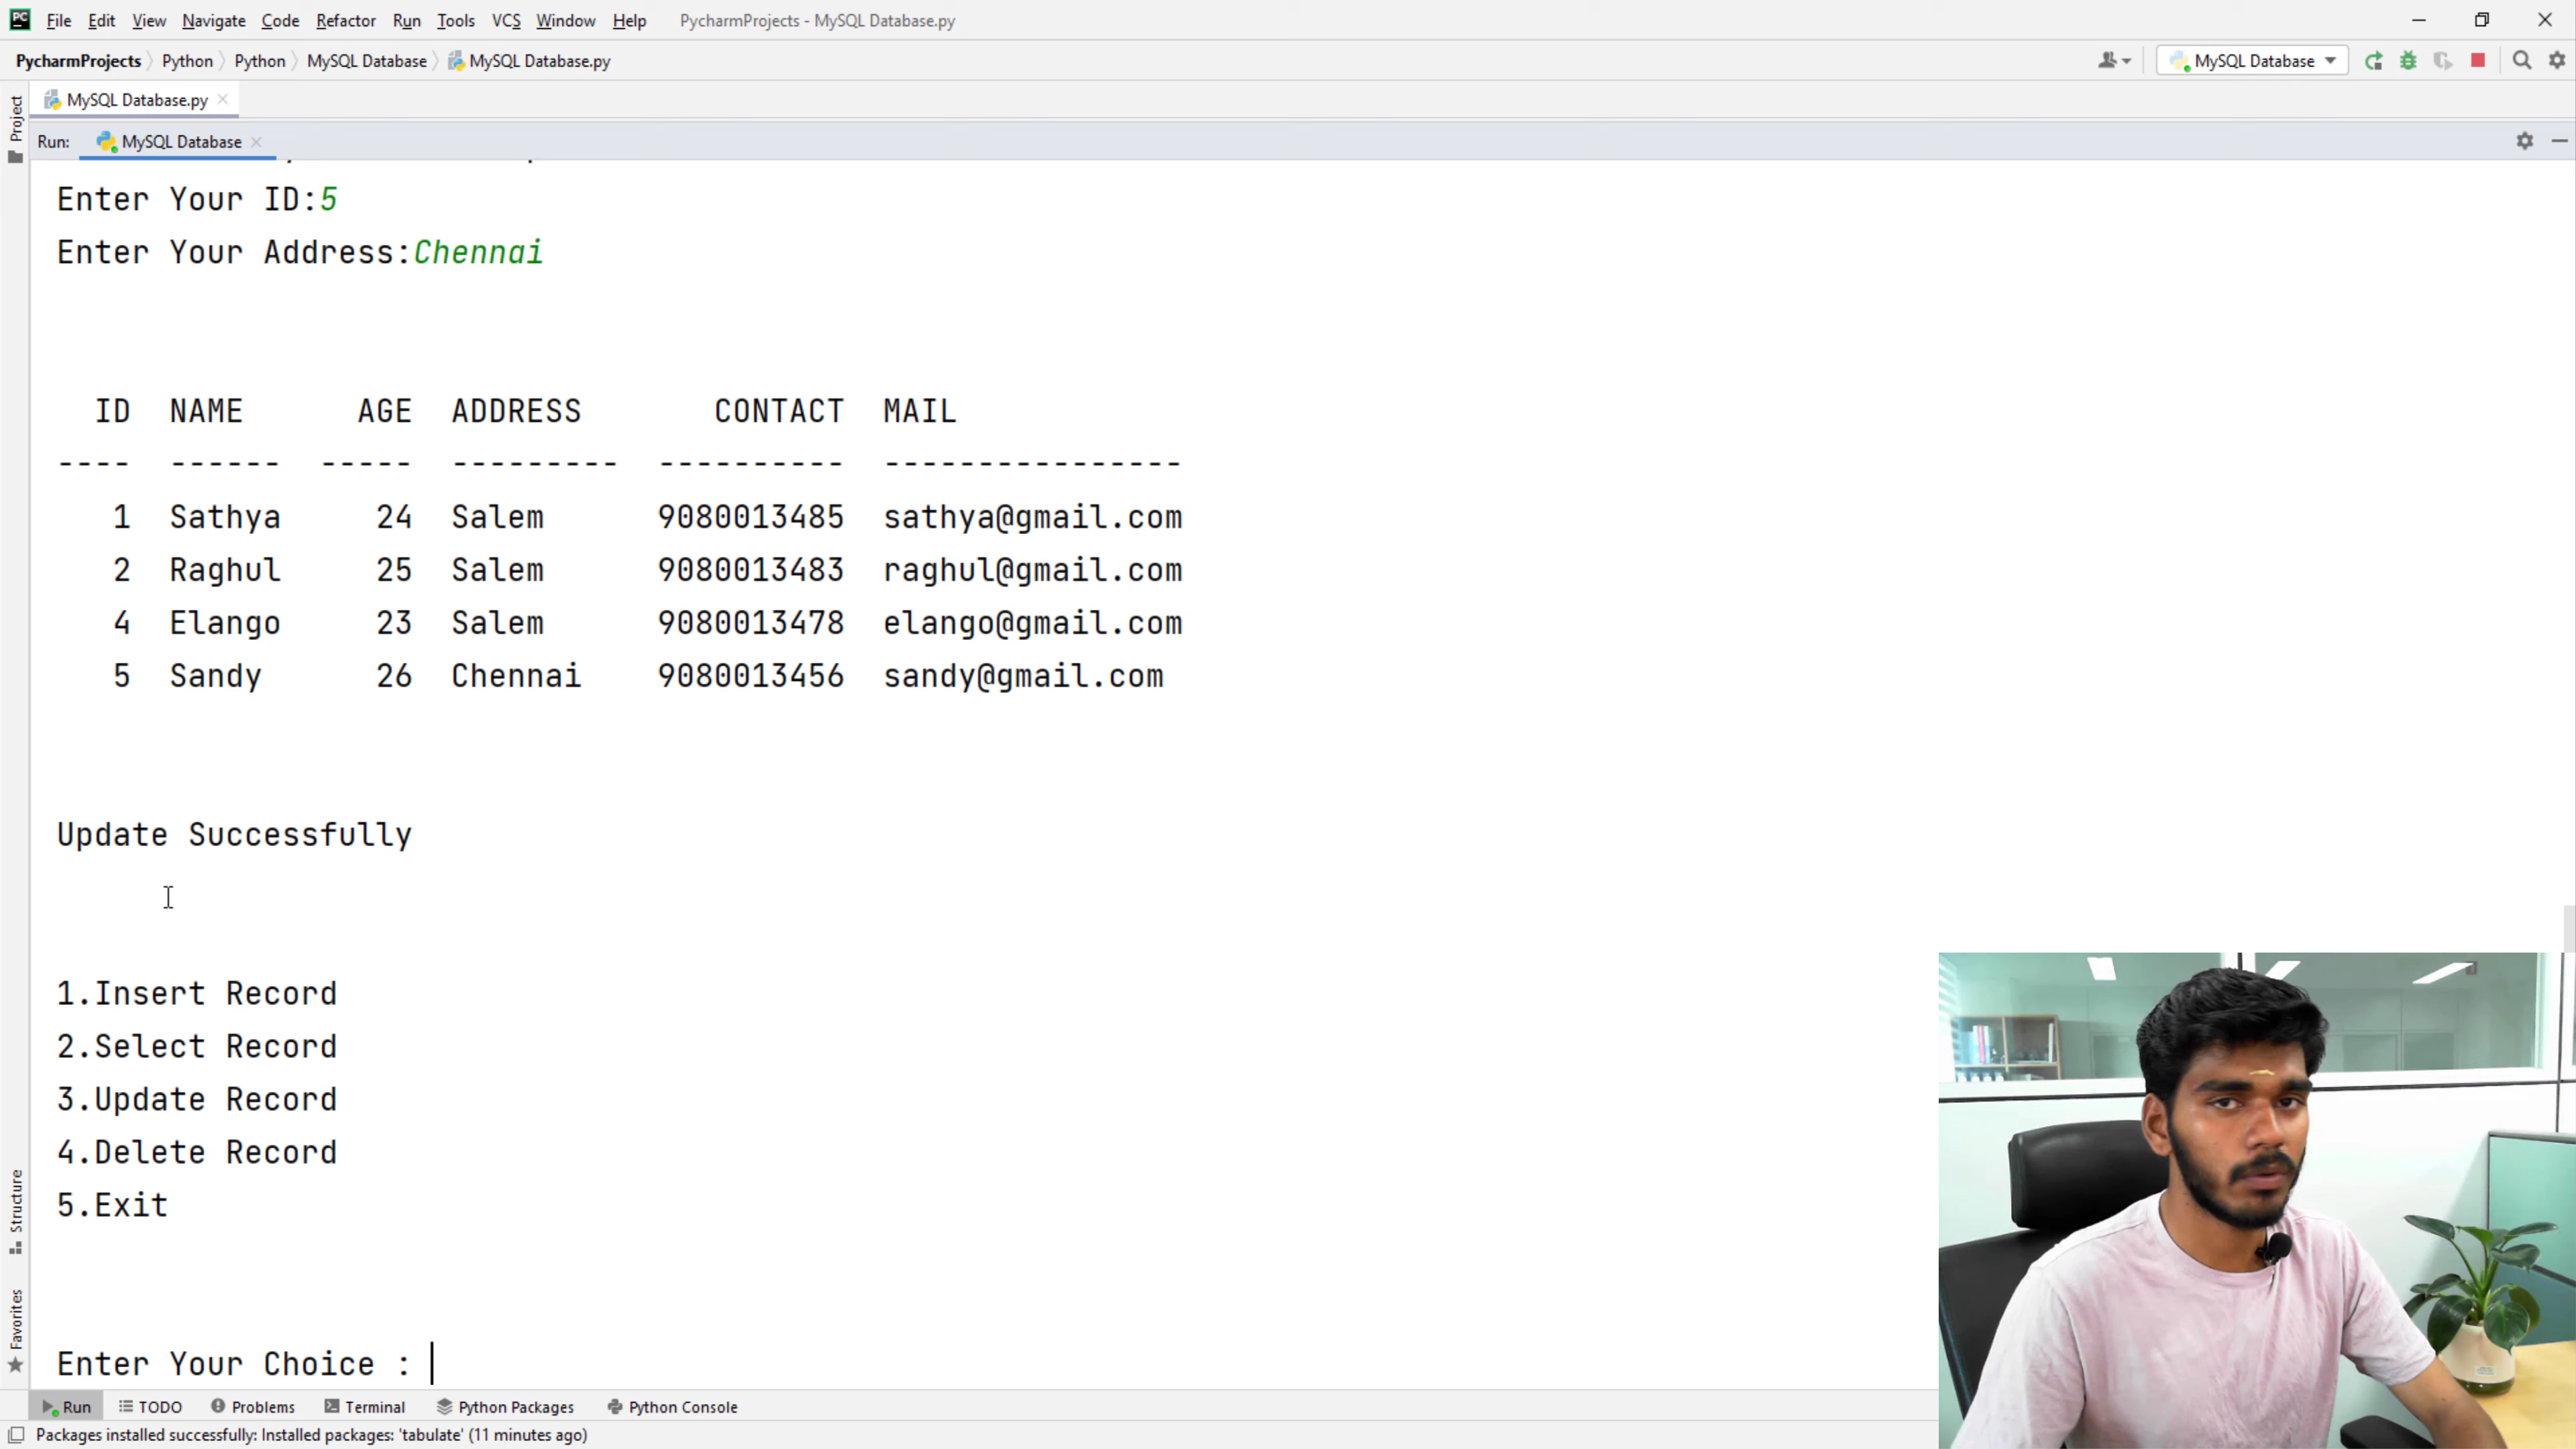 File Edit View Navigate Code Refactor Run Tools VCS Window Help PycharmProjects - MySQL Database.py
PycharmProjects Python Python MySQL Database MySQL Database.py MySQL Database
MySQL Database.py
Project
Run: MySQL Database
Enter Your ID:5
Enter Your Address:Chennai
ID NAME AGE ADDRESS CONTACT MAIL
---- ------ ----- --------- ---------- ----------------
1 Sathya 24 Salem 9080013485 sathya@gmail.com
2 Raghul 25 Salem 9080013483 raghul@gmail.com
4 Elango 23 Salem 9080013478 elango@gmail.com
5 Sandy 26 Chennai 9080013456 sandy@gmail.com
Update Successfully
1.Insert Record
2.Select Record
3.Update Record
4.Delete Record
5.Exit
Structure
Favorites
Enter Your Choice :
Run TODO Problems Terminal Python Packages Python Console
Packages installed successfully: Installed packages: 'tabulate' (11 minutes ago)